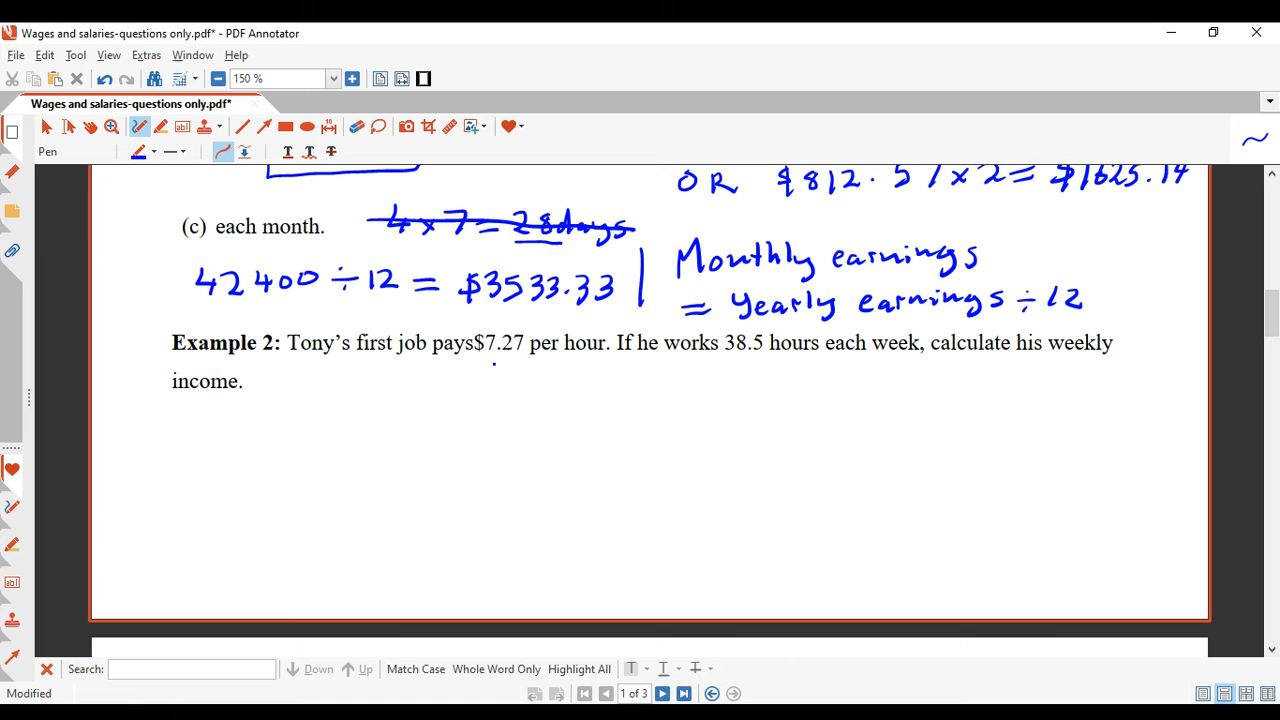 Wages and salaries-questions only.pdf* - PDF Annotator
File Edit Tool View Extras Window Help
150 %
Wages and salaries-questions only.pdf*
Pen
OR $812.57 x 2 = $1625.14
(c) each month. 4 x 7 = 28 days
42400 ÷ 12 = $3533.33 | Monthly earnings
= Yearly earnings ÷ 12
Example 2: Tony’s first job pays$7.27 per hour. If he works 38.5 hours each week, calculate his weekly
income.
Search: Down Up Match Case Whole Word Only Highlight All T T T
Modified 1 of 3